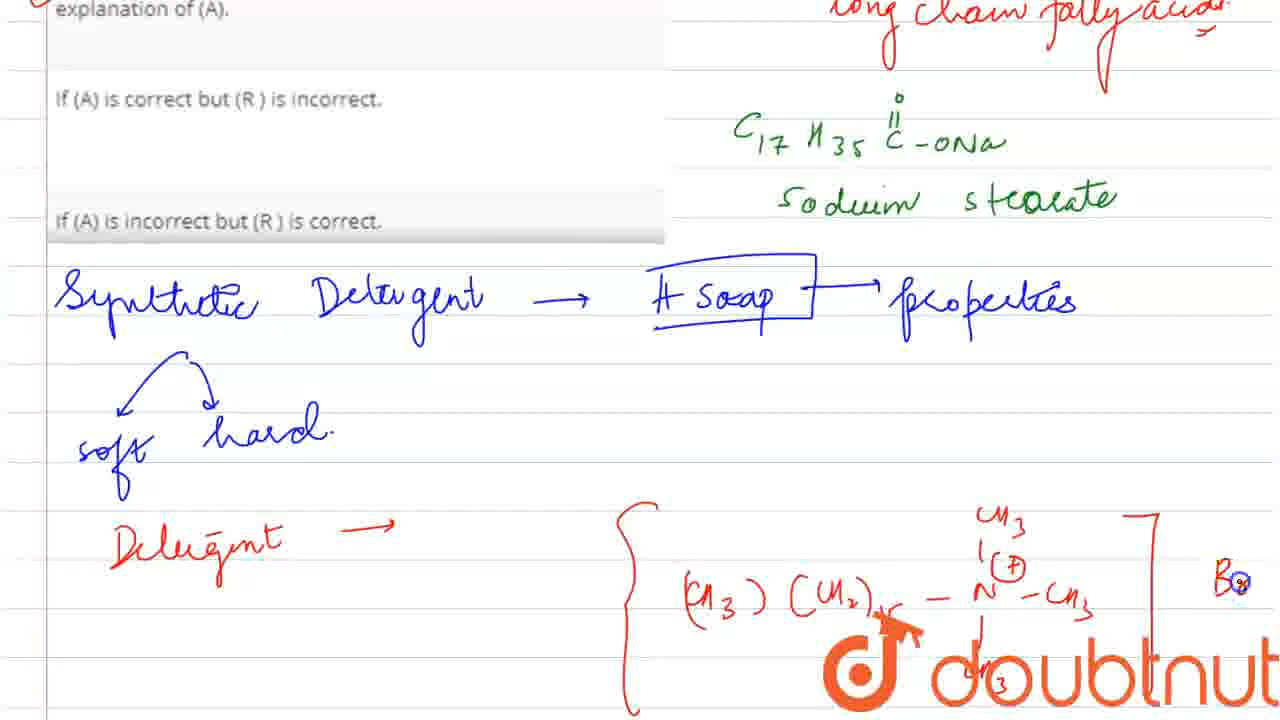 explanation of (A).
long chain fatty acids
If (A) is correct but (R ) is incorrect.
O
||
C17 H35 C - ONa
sodium stearate
If (A) is incorrect but (R ) is correct.
Synthetic Detergent → # soap → properties
soft hard.
Detergent →
CH3
|
(CH3) (CH2)15 - N(+) - CH3 Br
|
CH3
doubtnut